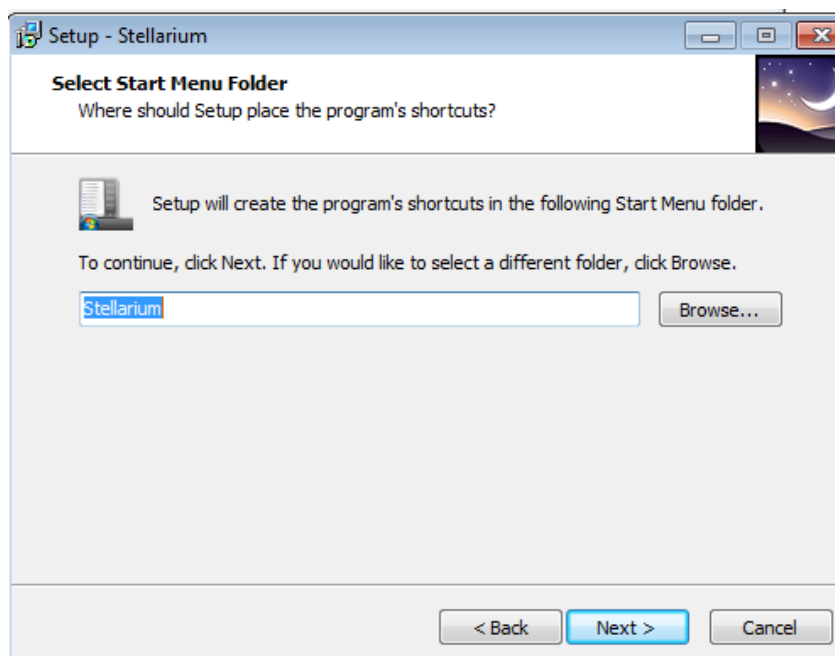 Setup - Stellarium
Select Start Menu Folder
Where should Setup place the program's shortcuts?
Setup will create the program's shortcuts in the following Start Menu folder.
To continue, click Next. If you would like to select a different folder, click Browse.
Stellarium
Browse...
< Back
Next >
Cancel